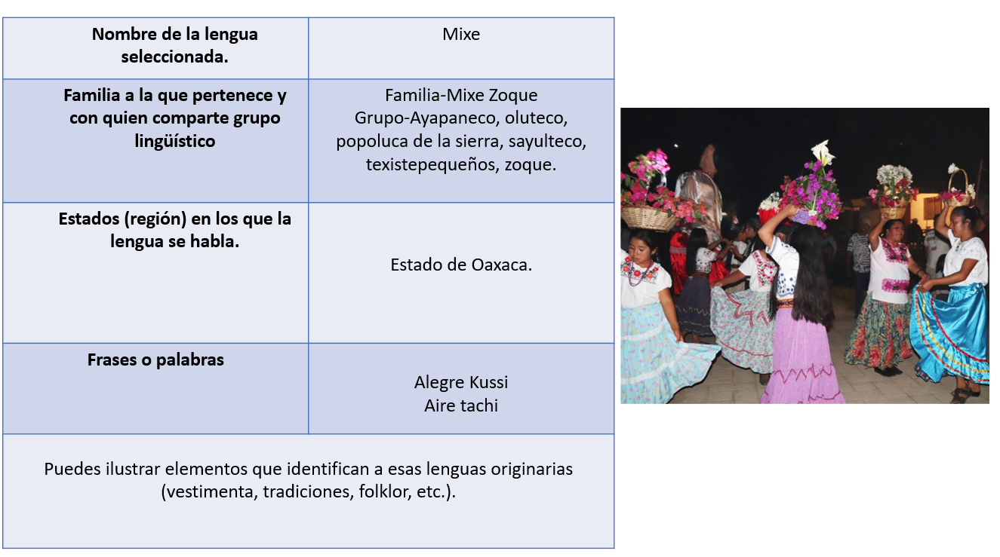 Nombre de la lengua
seleccionada.
Mixe
Familia a la que pertenece y
con quien comparte grupo
lingüístico
Familia-Mixe Zoque
Grupo-Ayapaneco, oluteco,
popoluca de la sierra, sayulteco,
texistepequeños, zoque.
Estados (región) en los que la
lengua se habla.
Estado de Oaxaca.
Frases o palabras
Alegre Kussi
Aire tachi
Puedes ilustrar elementos que identifican a esas lenguas originarias
(vestimenta, tradiciones, folklor, etc.).